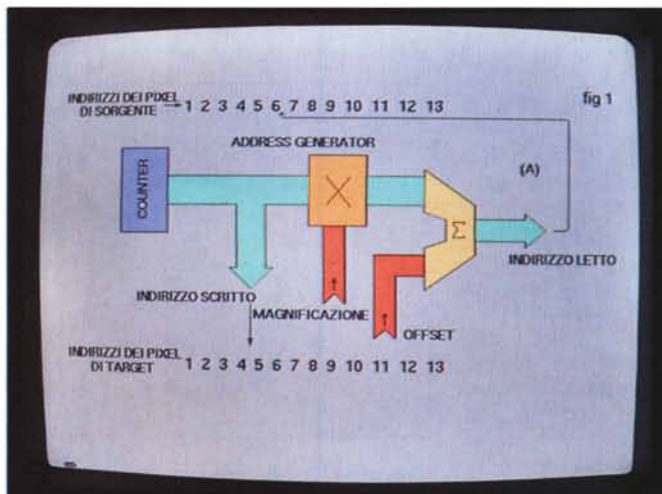 INDIRIZZI DEI PIXEL
DI SORGENTE
1 2 3 4 5 6 7 8 9 10 11 12 13
fig 1
ADDRESS GENERATOR
COUNTER
X
(A)
Σ
INDIRIZZO LETTO
INDIRIZZO SCRITTO
MAGNIFICAZIONE
OFFSET
INDIRIZZI DEI PIXEL
DI TARGET
1 2 3 4 5 6 7 8 9 10 11 12 13